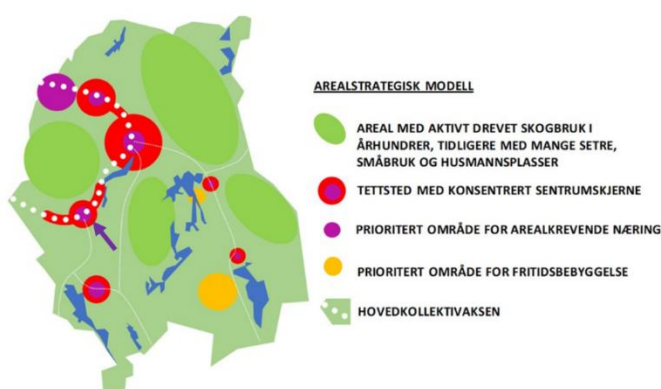 AREALSTRATEGISK MODELL
AREAL MED AKTIVT DREVET SKOGBRUK I
ÅRHUNDRER, TIDLIGERE MED MANGE SETRE,
SMÅBRUK OG HUSMANNSPLASSER
TETTSTED MED KONSENTRERT SENTRUMSKJERNE
PRIORITERT OMRÅDE FOR AREALKREVENDE NÆRING
PRIORITERT OMRÅDE FOR FRITIDSBEBYGGELSE
HOVEDKOLLEKTIVAKSEN